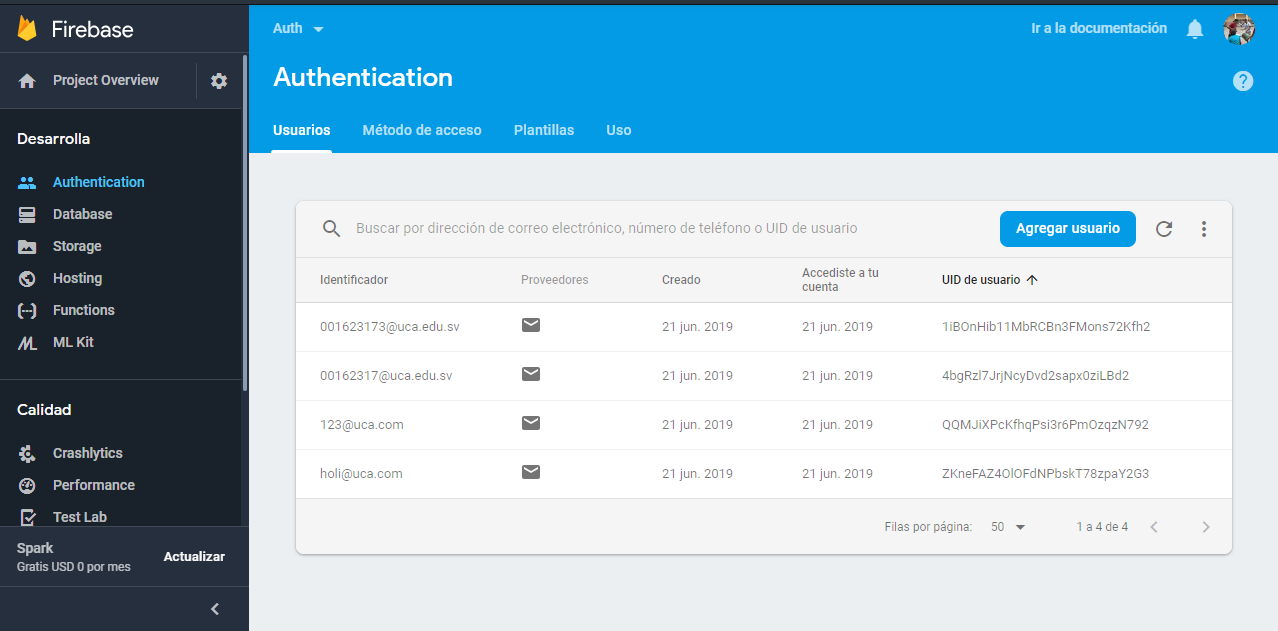 Firebase
Project Overview
Desarrolla
Authentication
Database
Storage
Hosting
Functions
ML Kit
Calidad
Crashlytics
Performance
Test Lab
Spark
Gratis USD 0 por mes
Actualizar
Auth
Ir a la documentación
Authentication
Usuarios Método de acceso Plantillas Uso
Buscar por dirección de correo electrónico, número de teléfono o UID de usuario
Agregar usuario
Identificador Proveedores Creado Accediste a tu cuenta UID de usuario
001623173@uca.edu.sv 21 jun. 2019 21 jun. 2019 1iBOnHib11MbRCBn3FMons72Kfh2
00162317@uca.edu.sv 21 jun. 2019 21 jun. 2019 4bgRzl7JrjNcyDvd2sapx0ziLBd2
123@uca.com 21 jun. 2019 21 jun. 2019 QQMJiXPcKfhqPsi3r6PmOzqzN792
holi@uca.com 21 jun. 2019 21 jun. 2019 ZKneFAZ4OlOFdNPbskT78zpaY2G3
Filas por página: 50 1 a 4 de 4